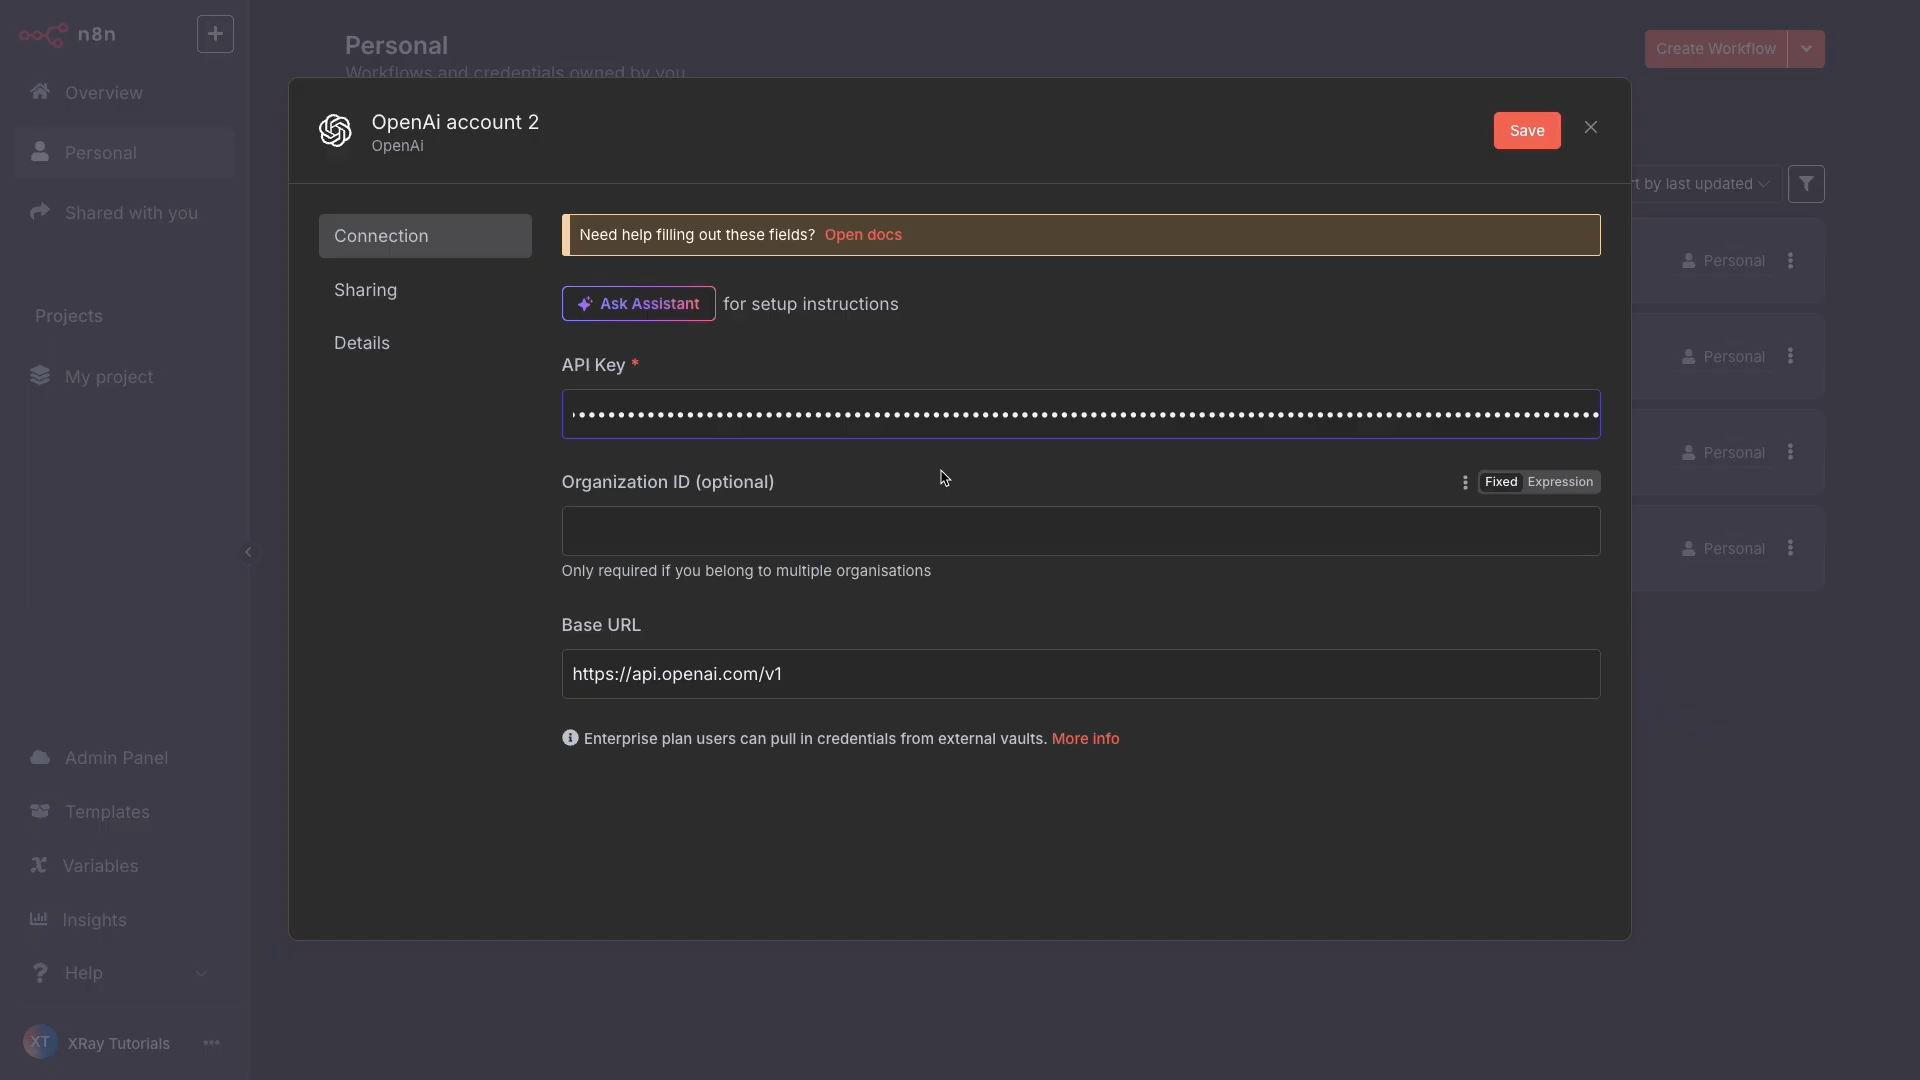 n8n
Overview
Personal
Shared with you
Projects
My project
Admin Panel
Templates
Variables
Insights
Help
XT XRay Tutorials
Personal
Workflows and credentials owned by you
Create Workflow
rt by last updated
Personal
Personal
Personal
Personal
OpenAi account 2
OpenAi
Save
Connection
Sharing
Details
Need help filling out these fields? Open docs
Ask Assistant for setup instructions
API Key *
Organization ID (optional)
Fixed Expression
Only required if you belong to multiple organisations
Base URL
https://api.openai.com/v1
Enterprise plan users can pull in credentials from external vaults. More info